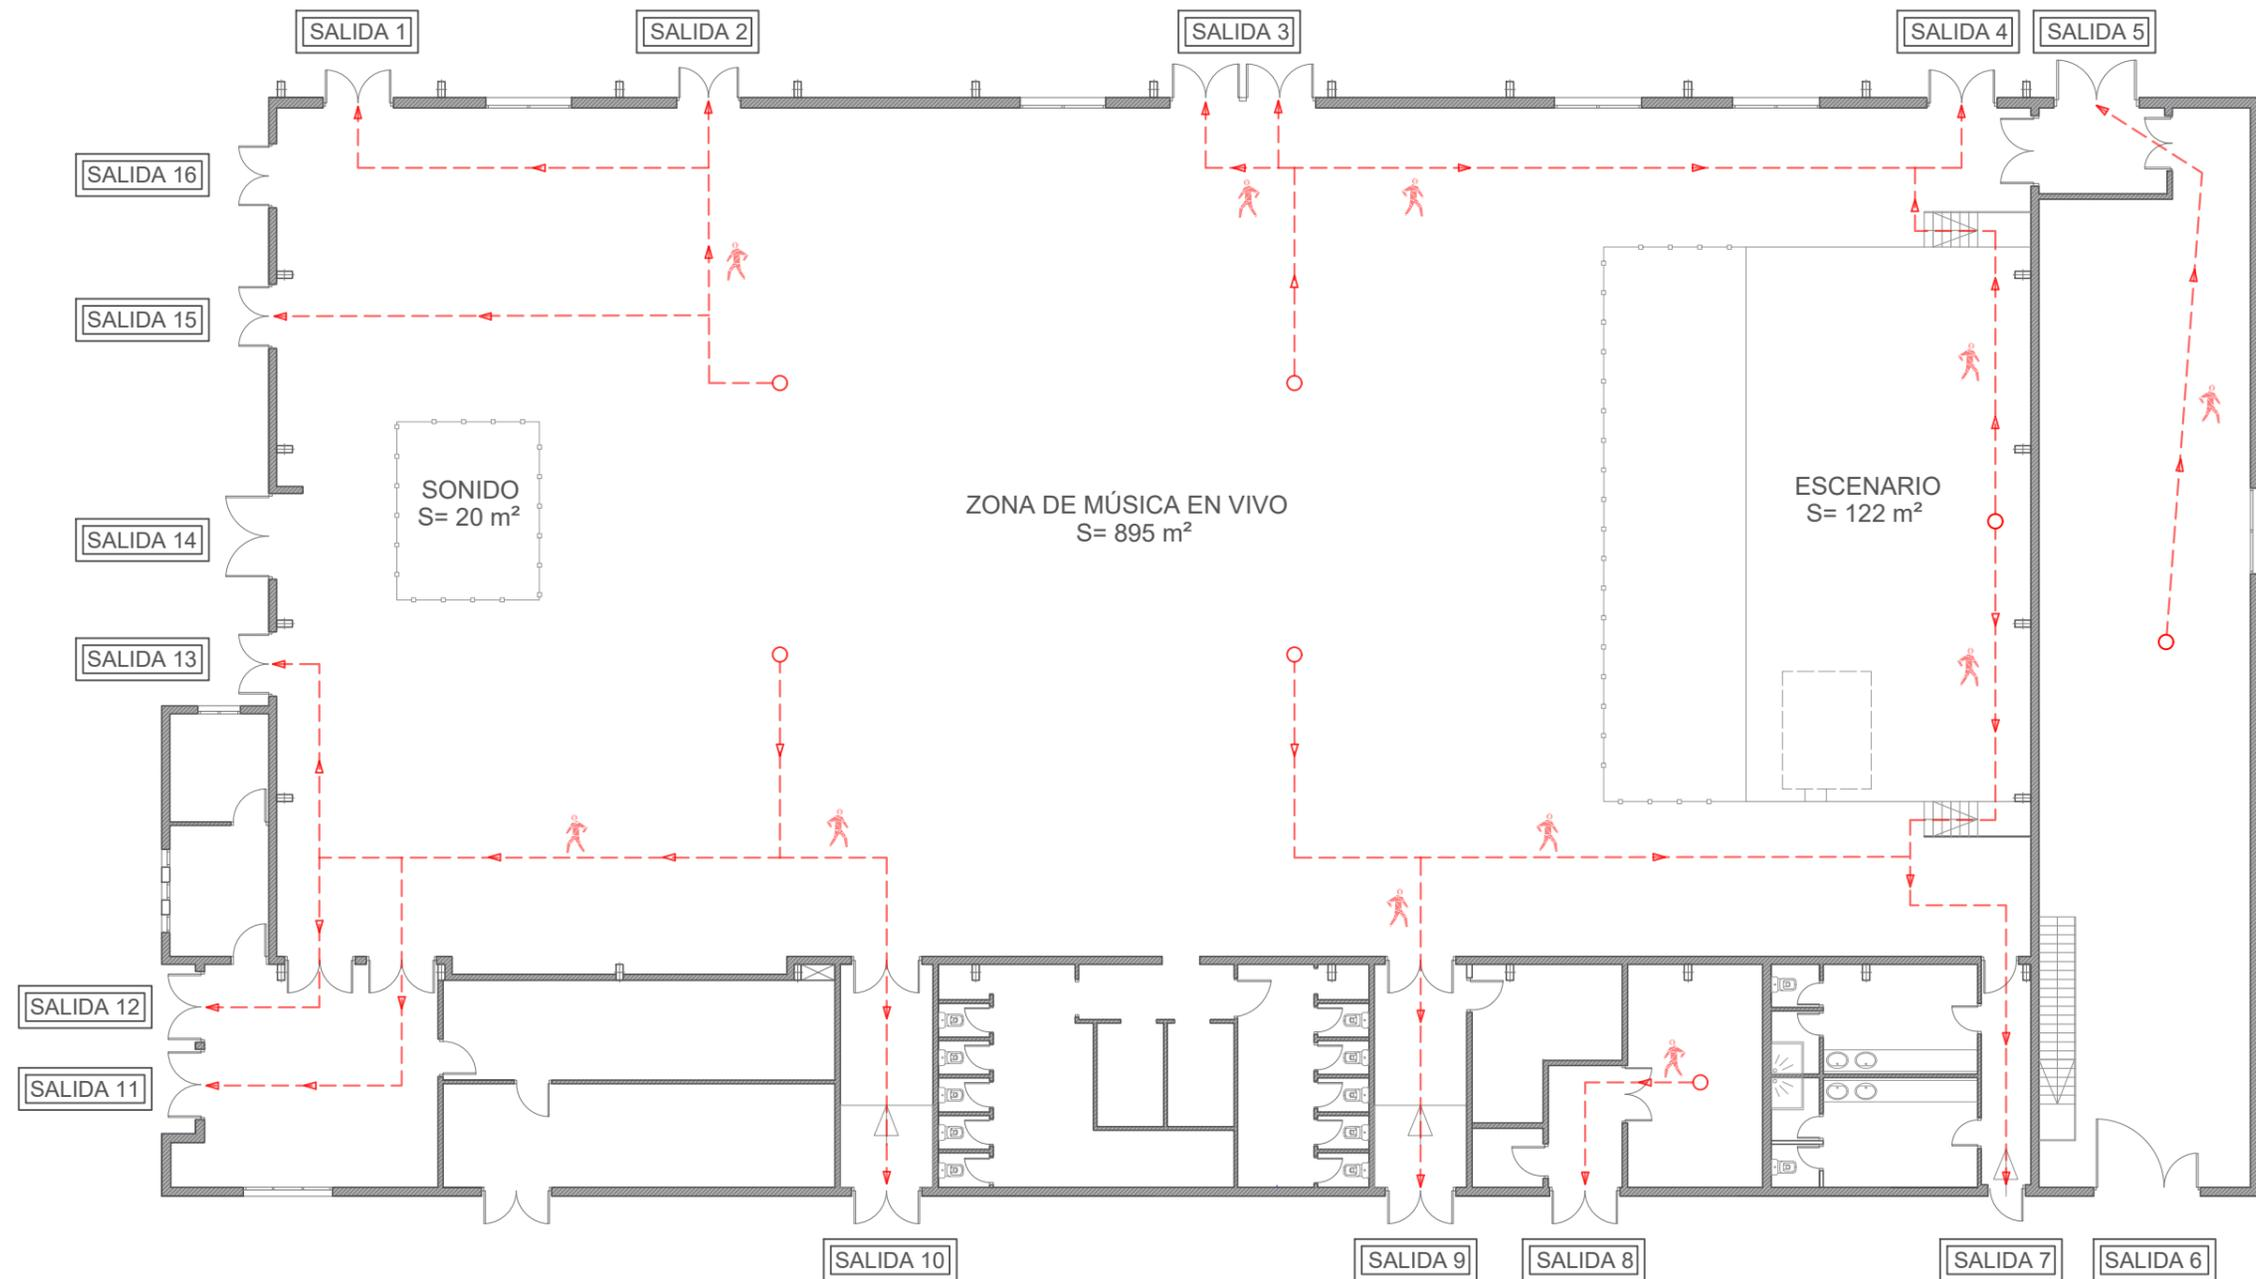 SALIDA 1
SALIDA 2
SALIDA 3
SALIDA 4
SALIDA 5
SALIDA 16
SALIDA 15
SONIDO
S= 20 m²
ZONA DE MÚSICA EN VIVO
S= 895 m²
ESCENARIO
S= 122 m²
SALIDA 14
SALIDA 13
SALIDA 12
SALIDA 11
SALIDA 10
SALIDA 9
SALIDA 8
SALIDA 7
SALIDA 6